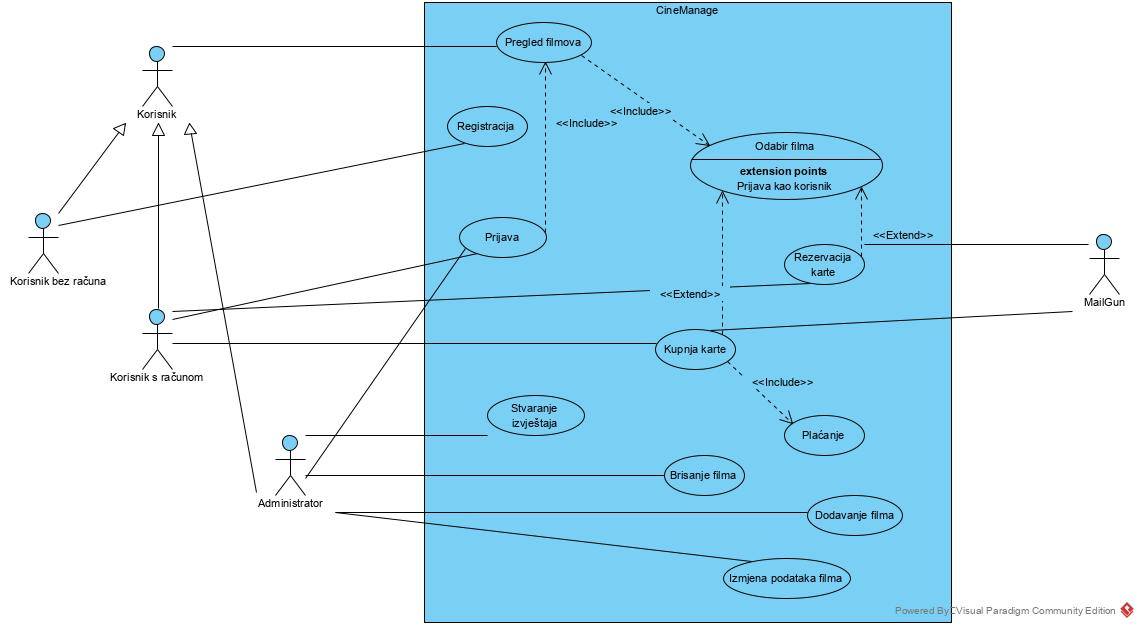 CineManage
Pregled filmova
Korisnik
<<Include>>
<<Include>>
Registracija
Odabir filma
extension points
Prijava kao korisnik
Prijava
<<Extend>>
Korisnik bez računa
Rezervacija
karte
MailGun
<<Extend>>
Kupnja karte
Korisnik s računom
<<Include>>
Stvaranje
izvještaja
Plaćanje
Brisanje filma
Administrator
Dodavanje filma
Izmjena podataka filma
Powered By Visual Paradigm Community Edition